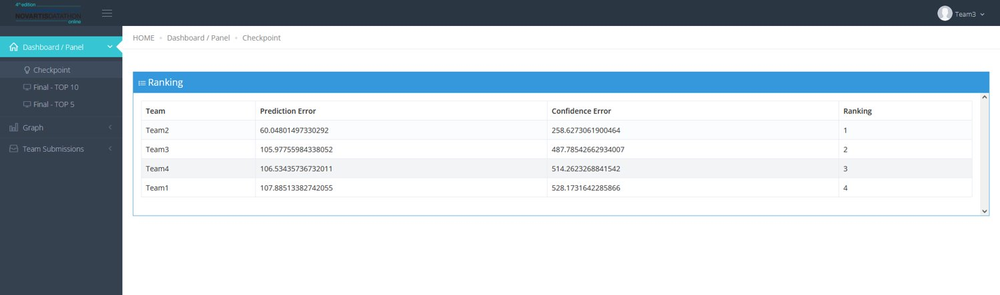 4th edition
NOVARTISDATATHON
online
Team3
HOME Dashboard / Panel Checkpoint
Dashboard / Panel
Checkpoint
Final - TOP 10
Final - TOP 5
Graph
Team Submissions
Ranking
Team Prediction Error Confidence Error Ranking
Team2 60.04801497330292 258.6273061900464 1
Team3 105.97755984338052 487.78542662934007 2
Team4 106.53435736732011 514.2623268841542 3
Team1 107.88513382742055 528.1731642285866 4